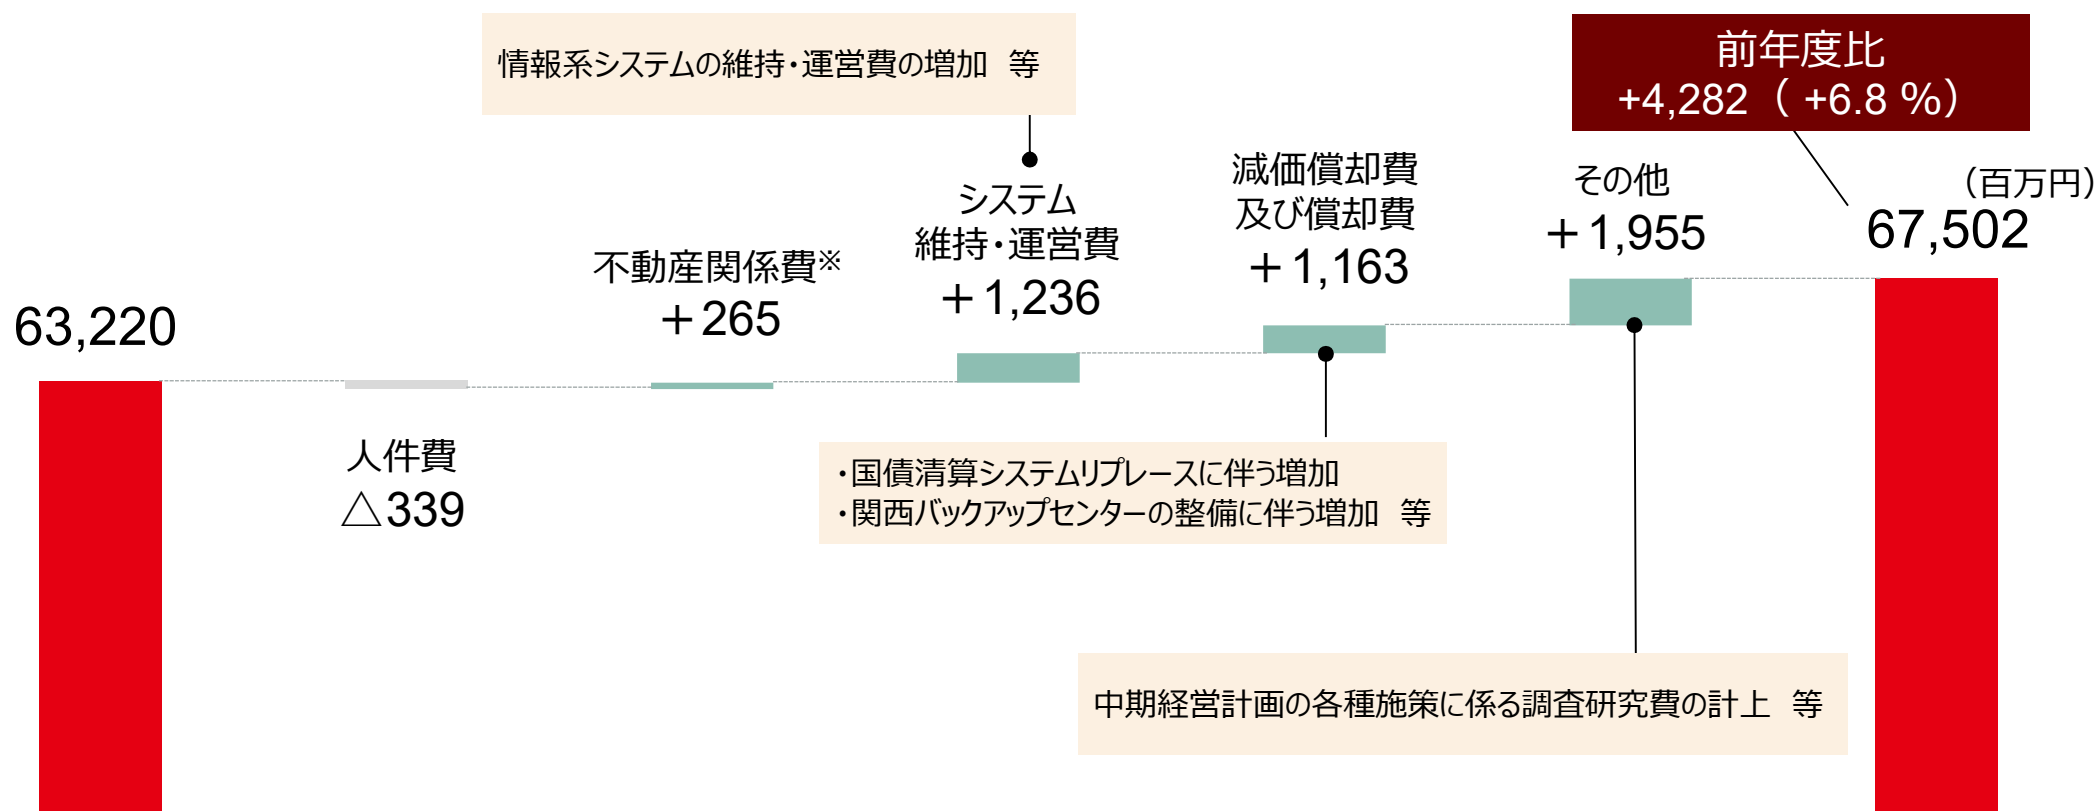 情報系システムの維持・運営費の増加　等
前年度比
+4,282（ +6.8 %）
（百万円）
63,220
人件費
△339
不動産関係費※
＋265
システム
維持・運営費
＋1,236
減価償却費
及び償却費
＋1,163
その他
＋1,955
67,502
・国債清算システムリプレースに伴う増加
・関西バックアップセンターの整備に伴う増加　等
中期経営計画の各種施策に係る調査研究費の計上　等